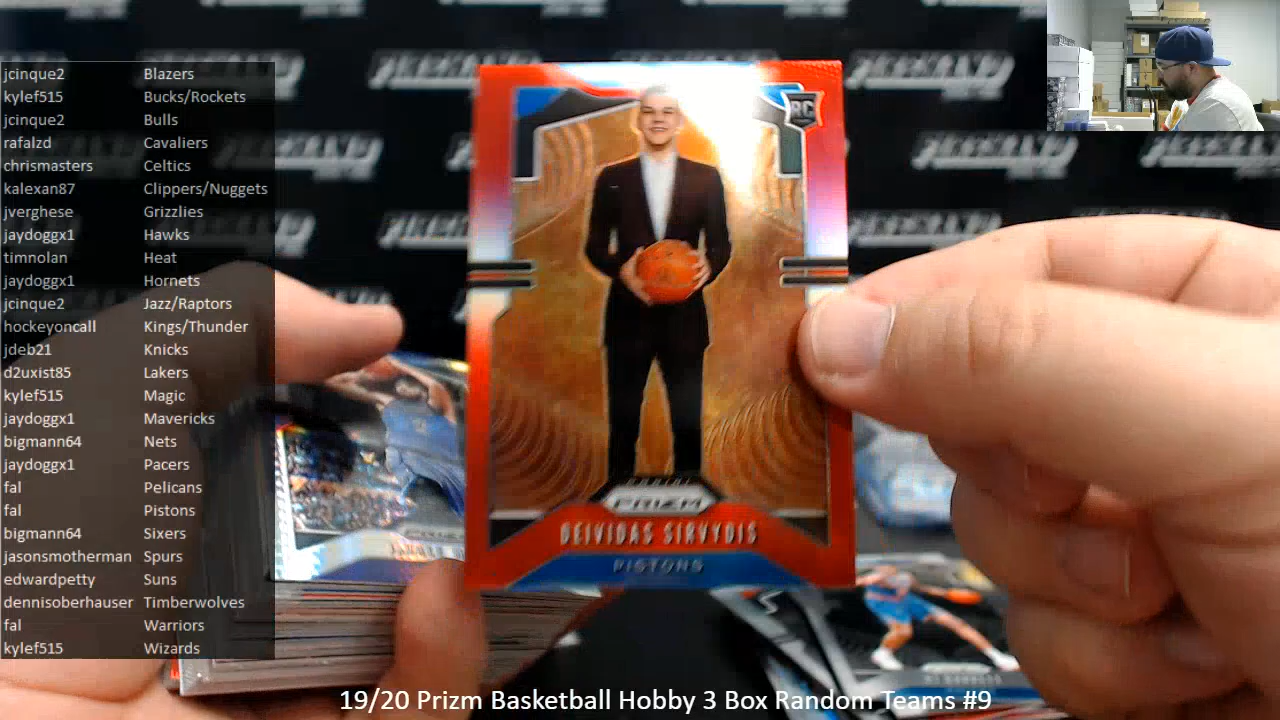 jcinque2 Blazers
kylef515 Bucks/Rockets
jcinque2 Bulls
rafalzd Cavaliers
chrismasters Celtics
kalexan87 Clippers/Nuggets
jverghese Grizzlies
jaydoggx1 Hawks
timnolan Heat
jaydoggx1 Hornets
jcinque2 Jazz/Raptors
hockeyoncall Kings/Thunder
jdeb21 Knicks
d2uxist85 Lakers
kylef515 Magic
jaydoggx1 Mavericks
bigmann64 Nets
jaydoggx1 Pacers
fal Pelicans
fal Pistons
bigmann64 Sixers
jasonsmotherman Spurs
edwardpetty Suns
dennisoberhauser Timberwolves
fal Warriors
kylef515 Wizards
RC
PANINI
PRIZM
DEIVIDAS SIRVYDIS
PISTONS
19/20 Prizm Basketball Hobby 3 Box Random Teams #9